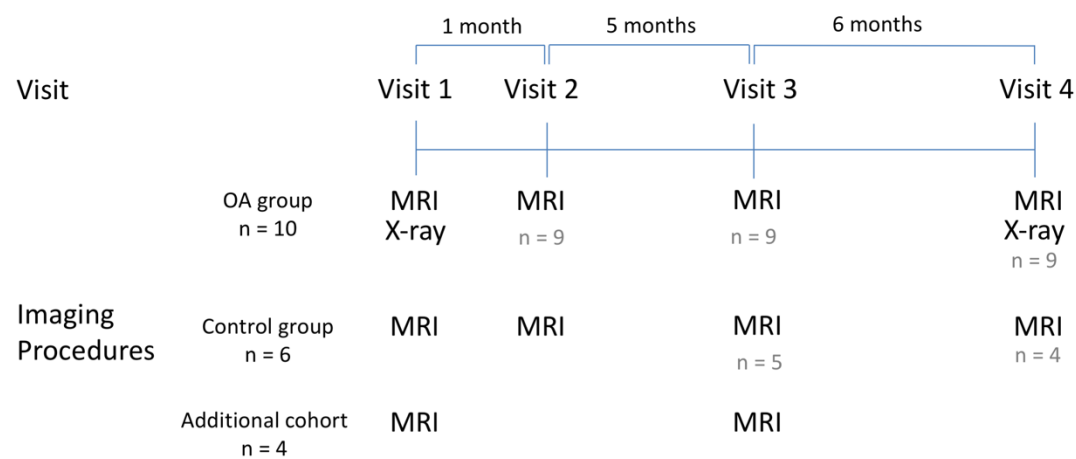 1 month 5 months 6 months
Visit Visit 1 Visit 2 Visit 3 Visit 4
OA group MRI MRI MRI MRI
n = 10 X-ray n = 9 n = 9 X-ray
n = 9
Imaging
Procedures
Control group MRI MRI MRI MRI
n = 6 n = 5 n = 4
Additional cohort MRI MRI
n = 4